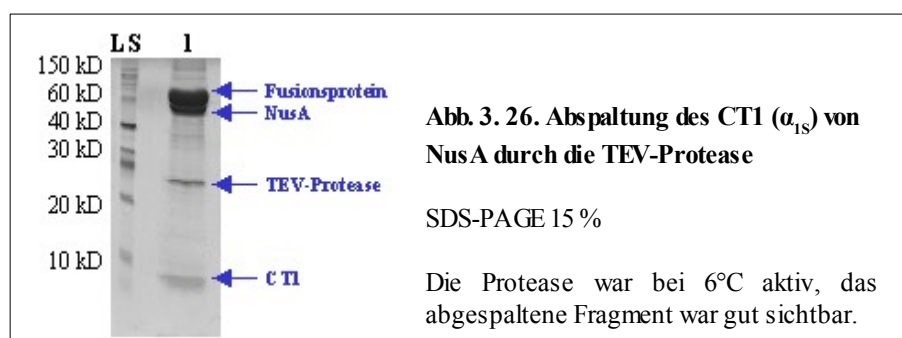 LS 1
150 kD
60 kD
40 kD
30 kD
20 kD
10 kD
Fusionsprotein
NusA
TEV-Protease
CT1
Abb. 3. 26. Abspaltung des CT1 (α₁S) von
NusA durch die TEV-Protease
SDS-PAGE 15 %
Die Protease war bei 6°C aktiv, das
abgespaltene Fragment war gut sichtbar.